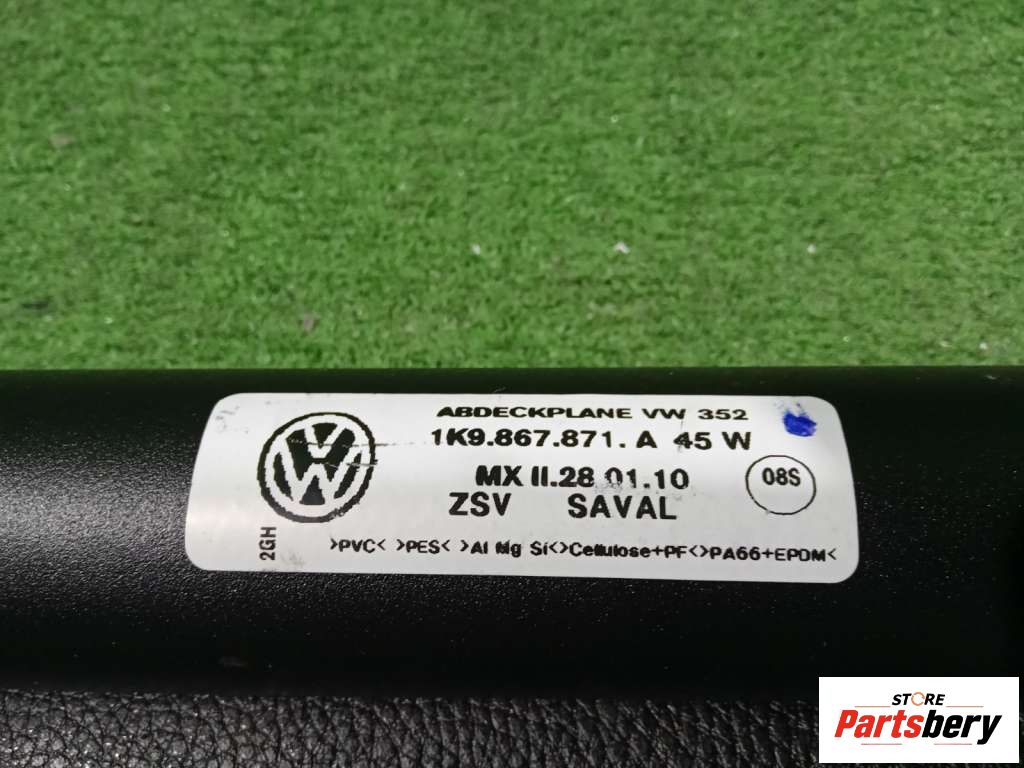 ABDECKPLANE VW 352
1K9.867.871. A 45 W
MX II.28 01.10
08S
ZSV SAVAL
2GH
>PVC< >PES< >Al Mg Si<>Cellulose+PF<>PA66+EPDM<
STORE
Partsbery